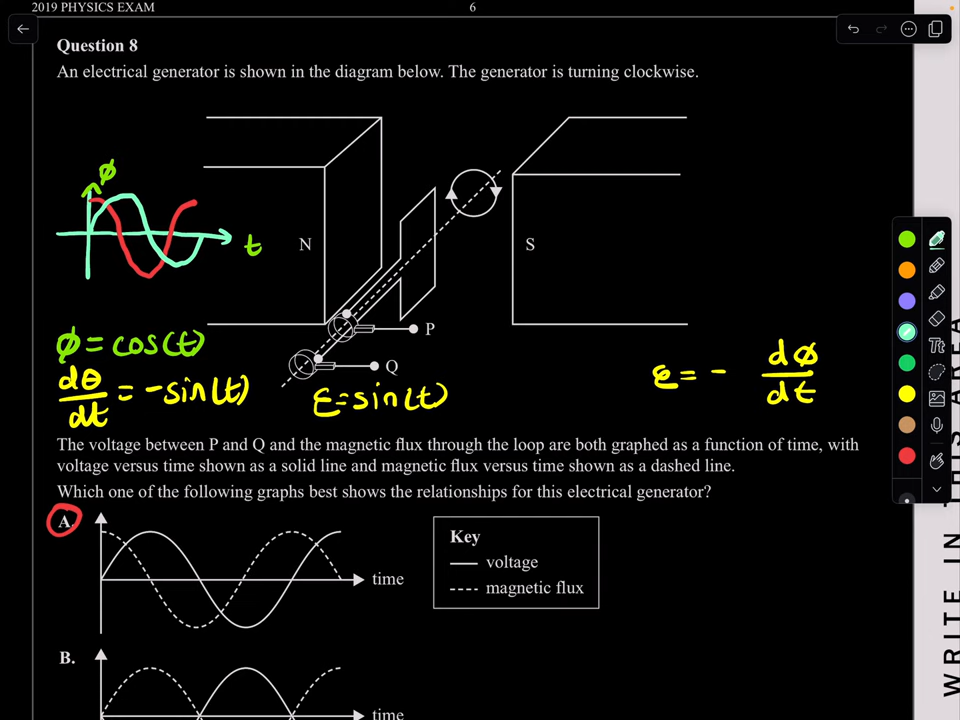 2019 PHYSICS EXAM 6
Question 8
An electrical generator is shown in the diagram below. The generator is turning clockwise.
ϕ
t
N
S
P
Q
ϕ = cos(t)
dθ/dt = -sin(t)
ε=sin(t)
ε = - dϕ/dt
The voltage between P and Q and the magnetic flux through the loop are both graphed as a function of time, with
voltage versus time shown as a solid line and magnetic flux versus time shown as a dashed line.
Which one of the following graphs best shows the relationships for this electrical generator?
A.
time
Key
voltage
magnetic flux
B.
time
Tt
WRITE IN THIS AREA